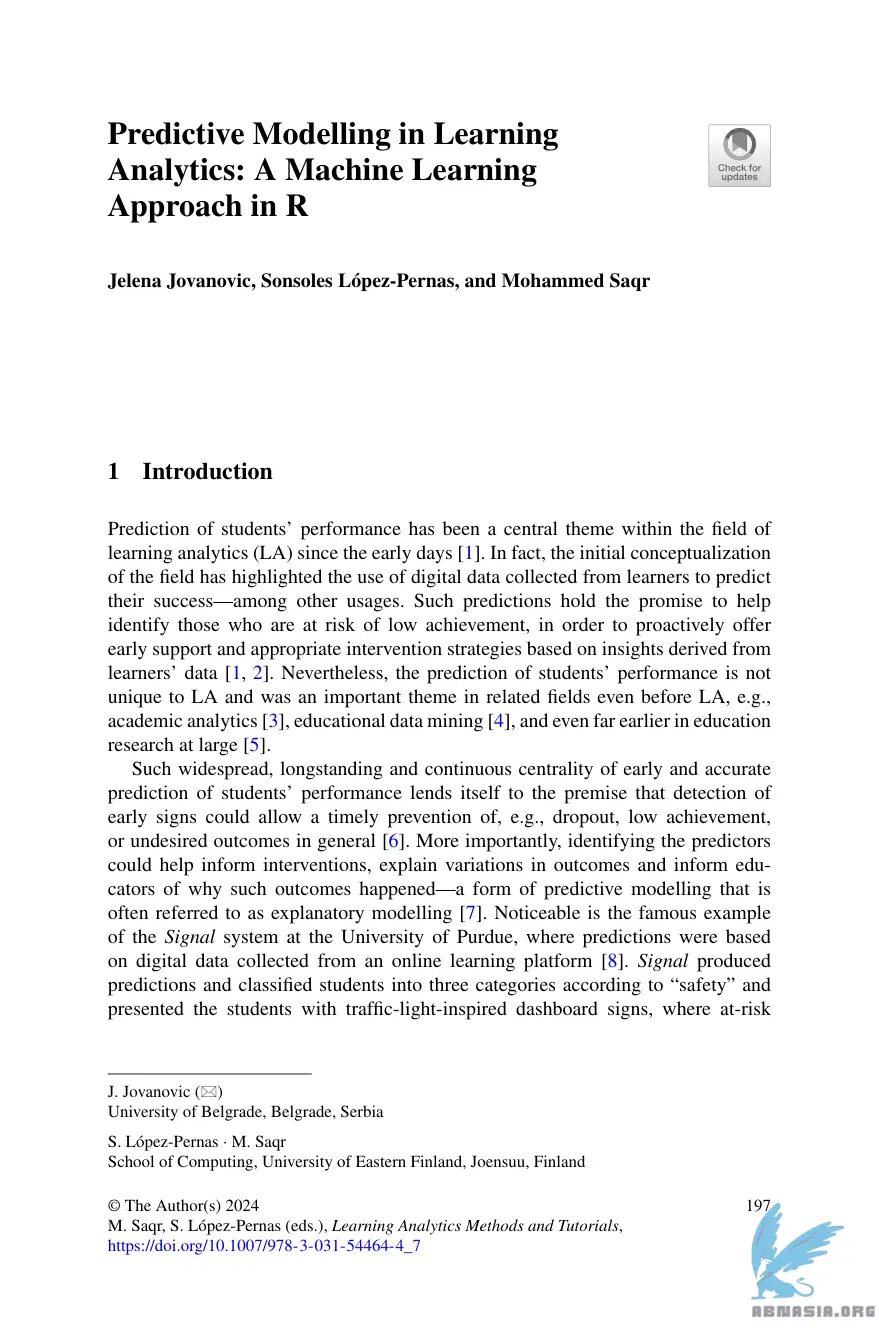 Predictive Modelling in Learning
Analytics: A Machine Learning
Approach in R
Check for
updates
Jelena Jovanovic, Sonsoles López-Pernas, and Mohammed Saqr
1 Introduction
Prediction of students’ performance has been a central theme within the field of
learning analytics (LA) since the early days [1]. In fact, the initial conceptualization
of the field has highlighted the use of digital data collected from learners to predict
their success—among other usages. Such predictions hold the promise to help
identify those who are at risk of low achievement, in order to proactively offer
early support and appropriate intervention strategies based on insights derived from
learners’ data [1, 2]. Nevertheless, the prediction of students’ performance is not
unique to LA and was an important theme in related fields even before LA, e.g.,
academic analytics [3], educational data mining [4], and even far earlier in education
research at large [5].
Such widespread, longstanding and continuous centrality of early and accurate
prediction of students’ performance lends itself to the premise that detection of
early signs could allow a timely prevention of, e.g., dropout, low achievement,
or undesired outcomes in general [6]. More importantly, identifying the predictors
could help inform interventions, explain variations in outcomes and inform edu-
cators of why such outcomes happened—a form of predictive modelling that is
often referred to as explanatory modelling [7]. Noticeable is the famous example
of the Signal system at the University of Purdue, where predictions were based
on digital data collected from an online learning platform [8]. Signal produced
predictions and classified students into three categories according to “safety” and
presented the students with traffic-light-inspired dashboard signs, where at-risk
J. Jovanovic (✉)
University of Belgrade, Belgrade, Serbia
S. López-Pernas · M. Saqr
School of Computing, University of Eastern Finland, Joensuu, Finland
© The Author(s) 2024
197
M. Saqr, S. López-Pernas (eds.), Learning Analytics Methods and Tutorials,
https://doi.org/10.1007/978-3-031-54464-4_7
ABNASIA.ORG